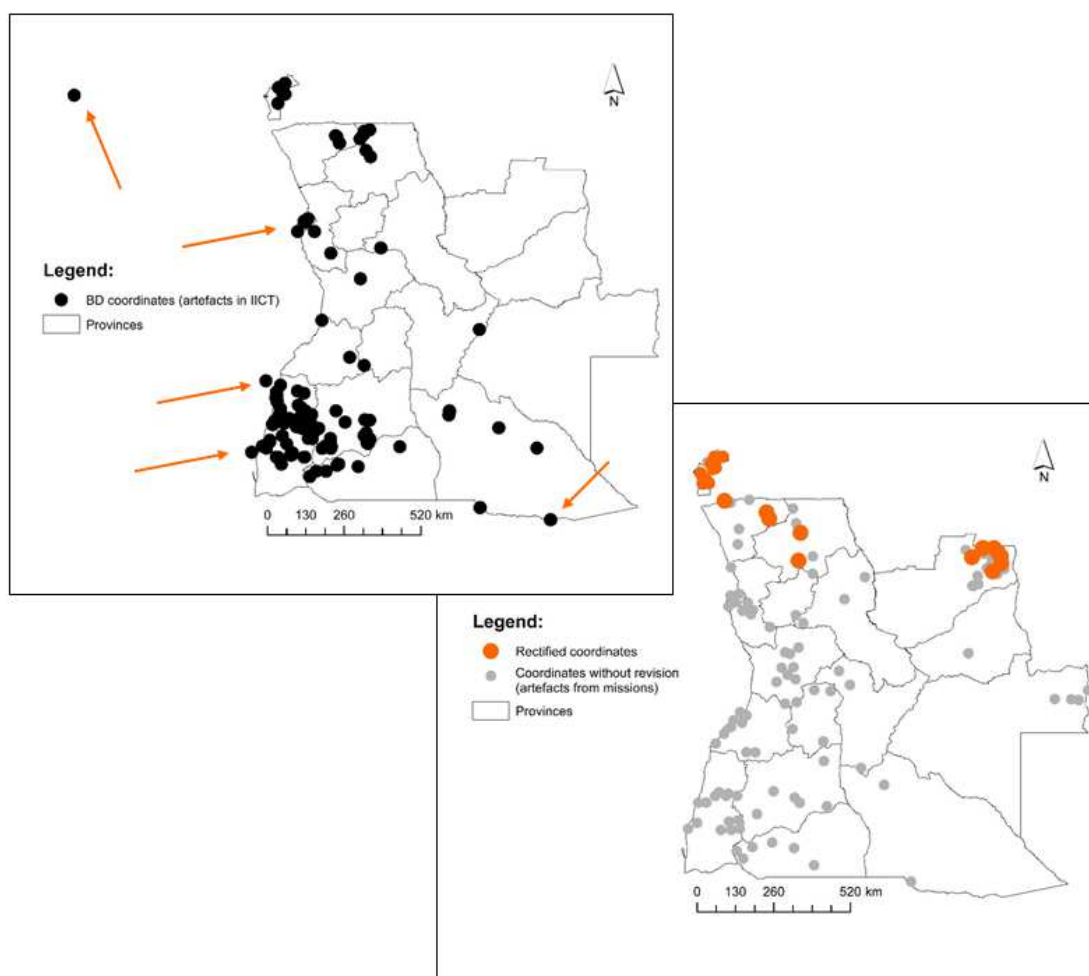 N
Legend:
BD coordinates (artefacts in IICT)
Provinces
0 130 260 520 km
N
Legend:
Rectified coordinates
Coordinates without revision
(artefacts from missions)
Provinces
0 130 260 520 km